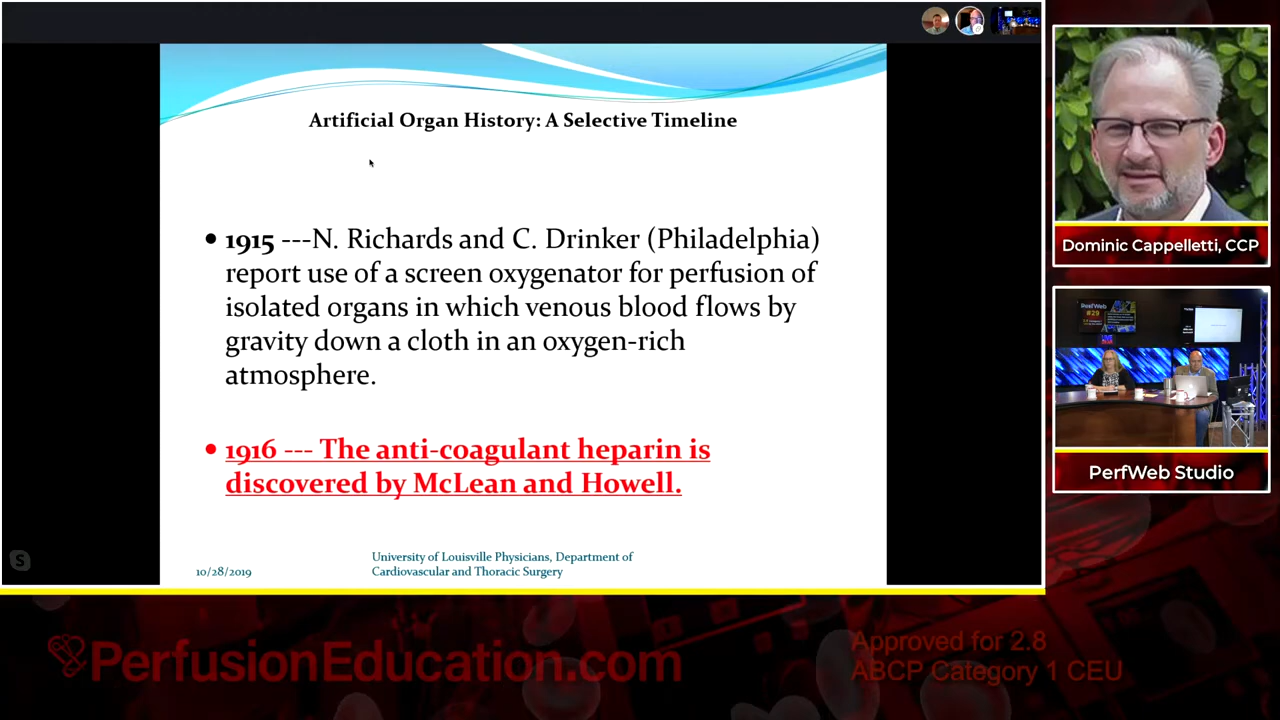 Artificial Organ History: A Selective Timeline
• 1915 ---N. Richards and C. Drinker (Philadelphia)
report use of a screen oxygenator for perfusion of
isolated organs in which venous blood flows by
gravity down a cloth in an oxygen-rich
atmosphere.
• 1916 --- The anti-coagulant heparin is
discovered by McLean and Howell.
10/28/2019
University of Louisville Physicians, Department of
Cardiovascular and Thoracic Surgery
Dominic Cappelletti, CCP
PerfWeb
#29
PerfWeb Studio
PerfusionEducation.com
Approved for 2.8
ABCP Category 1 CEU